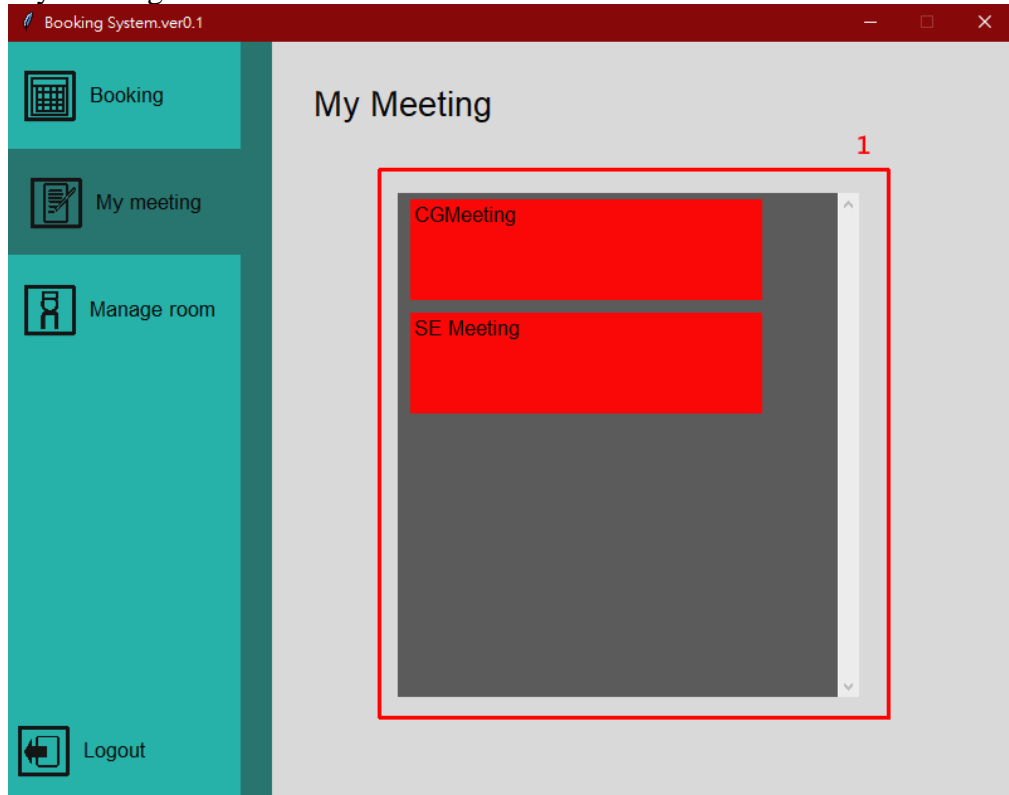 Booking System.ver0.1
Booking
My Meeting
1
My meeting
CGMeeting
Manage room
SE Meeting
Logout